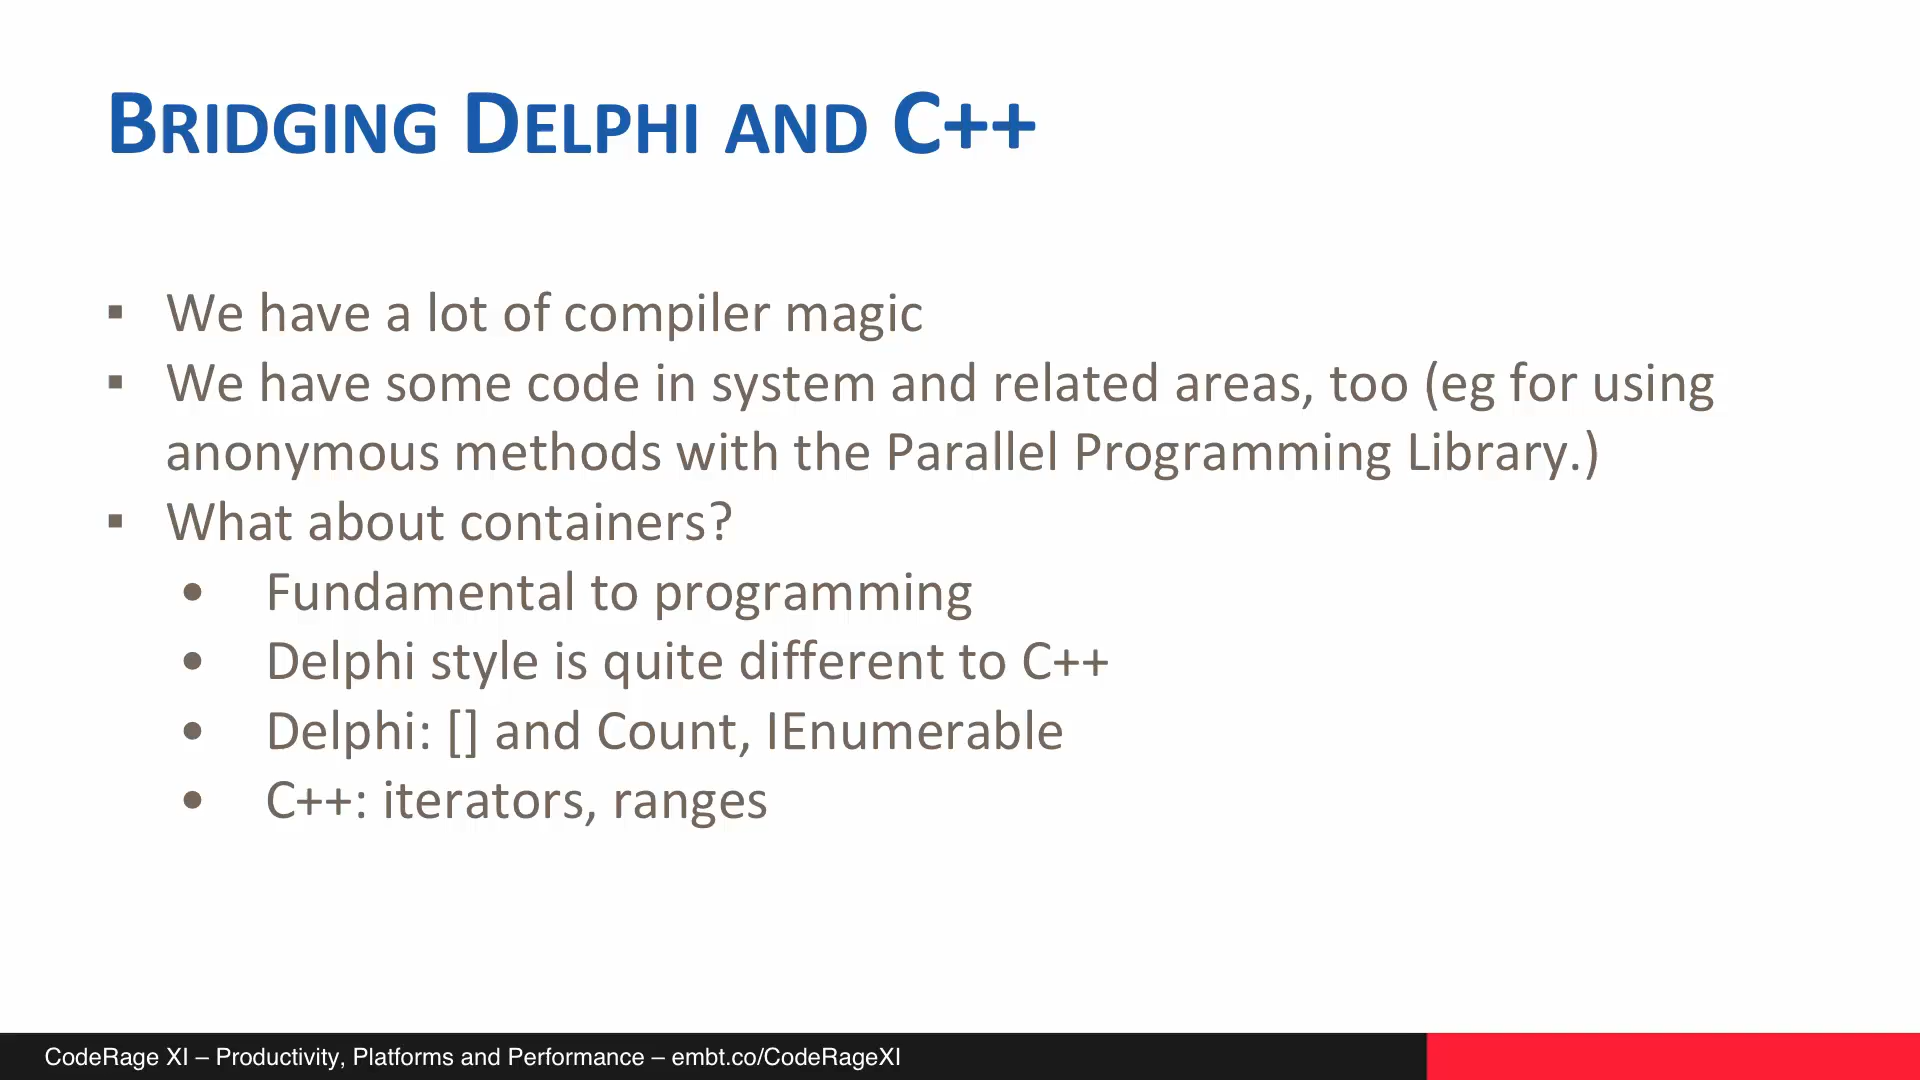 Bridging Delphi and C++
▪ We have a lot of compiler magic
▪ We have some code in system and related areas, too (eg for using
anonymous methods with the Parallel Programming Library.)
▪ What about containers?
• Fundamental to programming
• Delphi style is quite different to C++
• Delphi: [] and Count, IEnumerable
• C++: iterators, ranges
CodeRage XI – Productivity, Platforms and Performance – embt.co/CodeRageXI